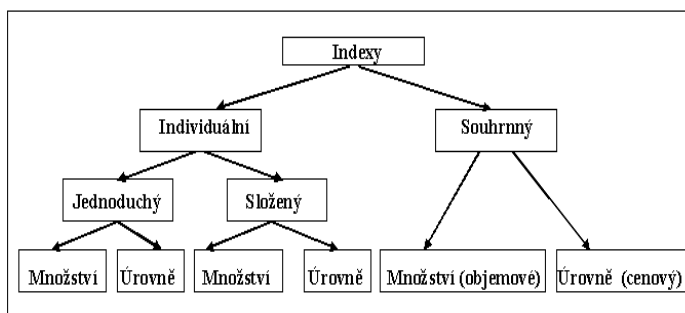 Indexy
Individuální
Souhrnný
Jednoduchý
Složený
Množství
Úrovně
Množství
Úrovně
Množství (objemové)
Úrovně (cenový)